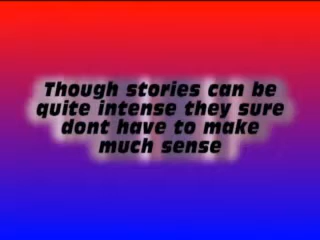 Though stories can be
quite intense they sure
dont have to make
much sense